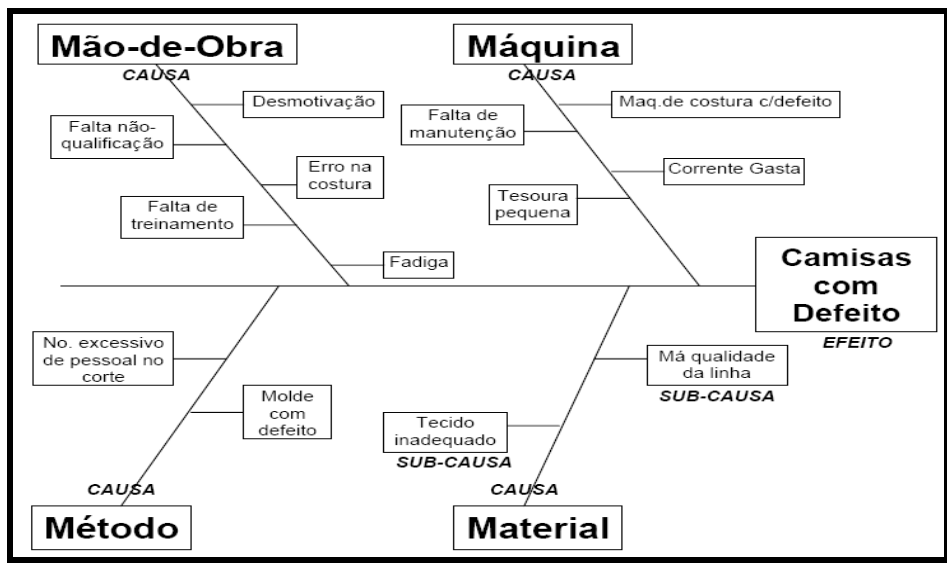 Mão-de-Obra
CAUSA
Desmotivação
Falta não-
qualificação
Erro na
costura
Falta de
treinamento
Fadiga
Máquina
CAUSA
Maq.de costura c/defeito
Falta de
manutenção
Corrente Gasta
Tesoura
pequena
Camisas
com
Defeito
EFEITO
No. excessivo
de pessoal no
corte
Molde
com
defeito
CAUSA
Método
Má qualidade
da linha
SUB-CAUSA
Tecido
inadequado
SUB-CAUSA
CAUSA
Material